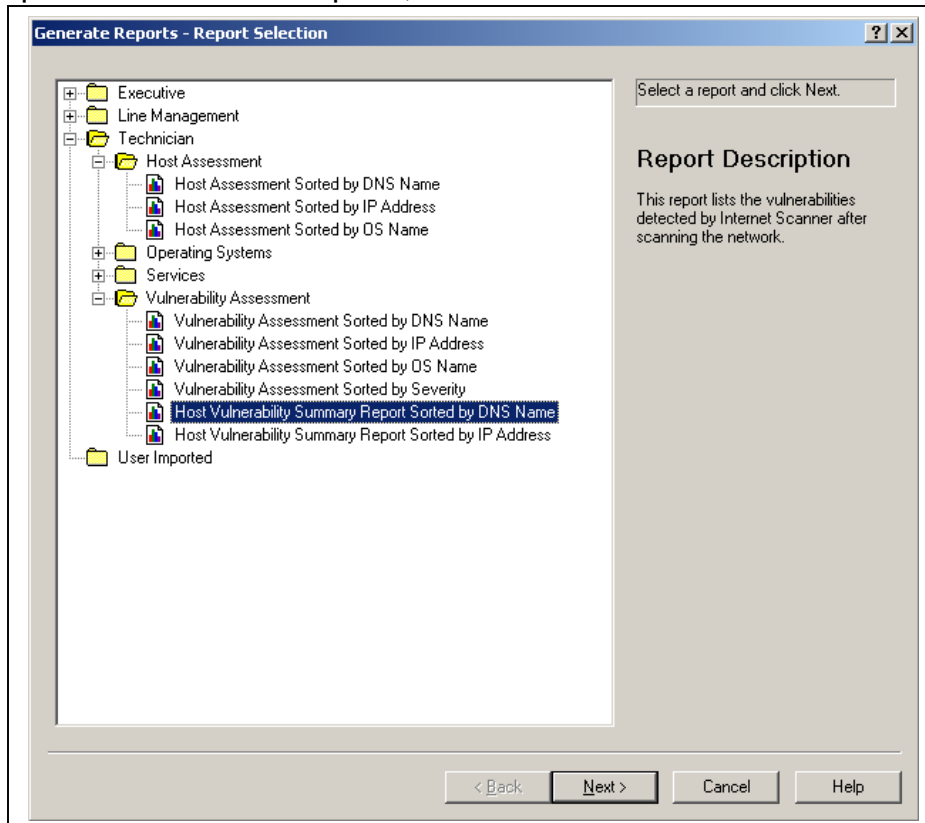 Generate Reports - Report Selection
Executive
Line Management
Technician
Host Assessment
Host Assessment Sorted by DNS Name
Host Assessment Sorted by IP Address
Host Assessment Sorted by OS Name
Operating Systems
Services
Vulnerability Assessment
Vulnerability Assessment Sorted by DNS Name
Vulnerability Assessment Sorted by IP Address
Vulnerability Assessment Sorted by OS Name
Vulnerability Assessment Sorted by Severity
Host Vulnerability Summary Report Sorted by DNS Name
Host Vulnerability Summary Report Sorted by IP Address
User Imported
Select a report and click Next.
Report Description
This report lists the vulnerabilities
detected by Internet Scanner after
scanning the network.
< Back
Next >
Cancel
Help